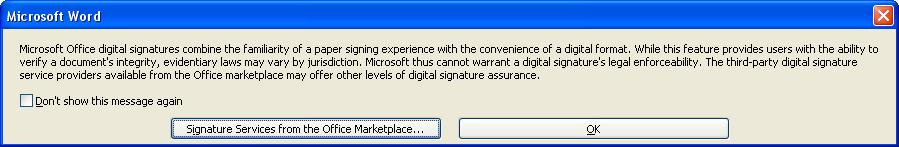 Microsoft Word
Microsoft Office digital signatures combine the familiarity of a paper signing experience with the convenience of a digital format. While this feature provides users with the ability to
verify a document's integrity, evidentiary laws may vary by jurisdiction. Microsoft thus cannot warrant a digital signature's legal enforceability. The third-party digital signature
service providers available from the Office marketplace may offer other levels of digital signature assurance.
Don't show this message again
Signature Services from the Office Marketplace... OK